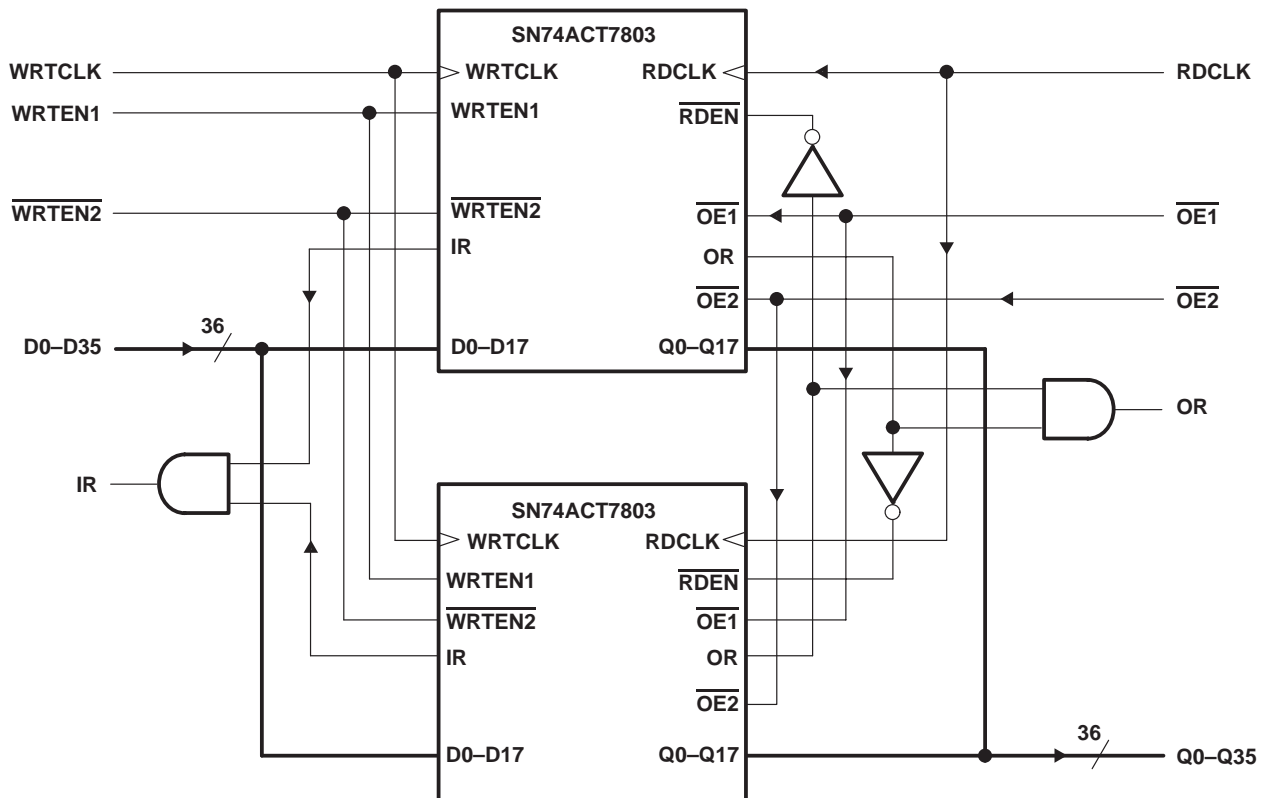 SN74ACT7803
WRTCLK
WRTCLK
RDCLK
RDCLK
WRTEN1
WRTEN1
RDEN
WRTEN2
WRTEN2
OE1
OE1
IR
OR
OE2
OE2
36
D0–D35
D0–D17
Q0–Q17
OR
IR
SN74ACT7803
WRTCLK
RDCLK
WRTEN1
RDEN
WRTEN2
OE1
IR
OR
OE2
36
D0–D17
Q0–Q17
Q0–Q35